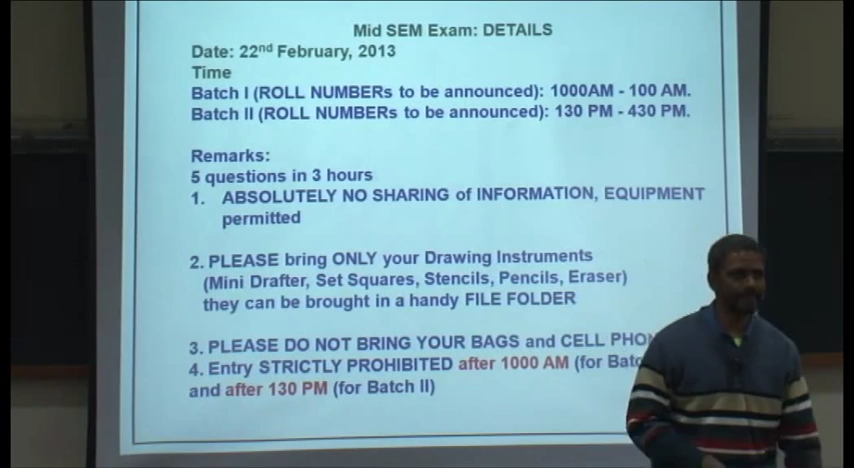 Mid SEM Exam: DETAILS
Date: 22nd February, 2013
Time
Batch I (ROLL NUMBERs to be announced): 1000AM - 100 AM.
Batch II (ROLL NUMBERs to be announced): 130 PM - 430 PM.
Remarks:
5 questions in 3 hours
1. ABSOLUTELY NO SHARING of INFORMATION, EQUIPMENT
permitted
2. PLEASE bring ONLY your Drawing Instruments
(Mini Drafter, Set Squares, Stencils, Pencils, Eraser)
they can be brought in a handy FILE FOLDER
3. PLEASE DO NOT BRING YOUR BAGS and CELL
4. Entry STRICTLY PROHIBITED after 1000 AM (for
and after 130 PM (for Batch II)